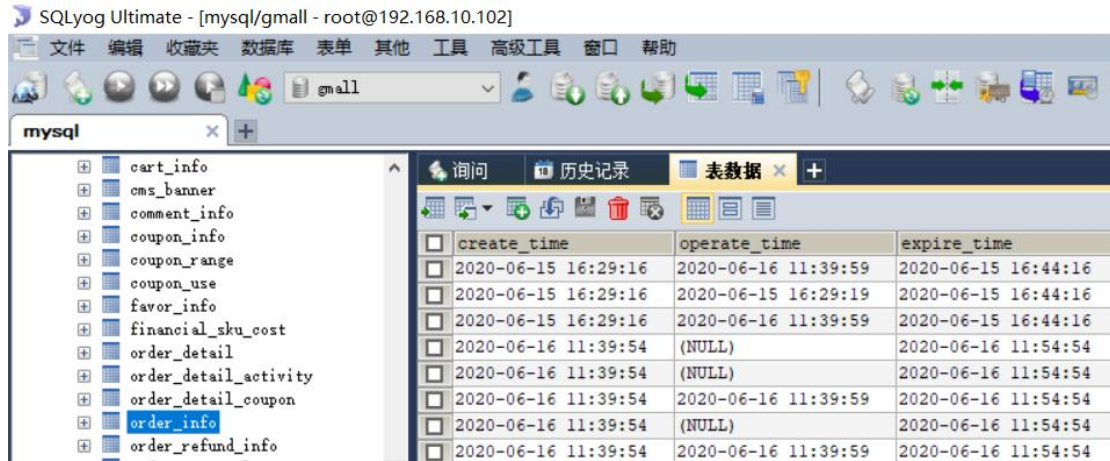 SQLyog Ultimate - [mysql/gmall - root@192.168.10.102]
文件 编辑 收藏夹 数据库 表单 其他 工具 高级工具 窗口 帮助
gmall
mysql
cart_info
cms_banner
comment_info
coupon_info
coupon_range
coupon_use
favor_info
financial_sku_cost
order_detail
order_detail_activity
order_detail_coupon
order_info
order_refund_info
询问 历史记录 表数据
create_time operate_time expire_time
2020-06-15 16:29:16 2020-06-16 11:39:59 2020-06-15 16:44:16
2020-06-15 16:29:16 2020-06-15 16:29:19 2020-06-15 16:44:16
2020-06-15 16:29:16 2020-06-16 11:39:59 2020-06-15 16:44:16
2020-06-16 11:39:54 (NULL) 2020-06-16 11:54:54
2020-06-16 11:39:54 (NULL) 2020-06-16 11:54:54
2020-06-16 11:39:54 2020-06-16 11:39:59 2020-06-16 11:54:54
2020-06-16 11:39:54 (NULL) 2020-06-16 11:54:54
2020-06-16 11:39:54 2020-06-16 11:39:59 2020-06-16 11:54:54